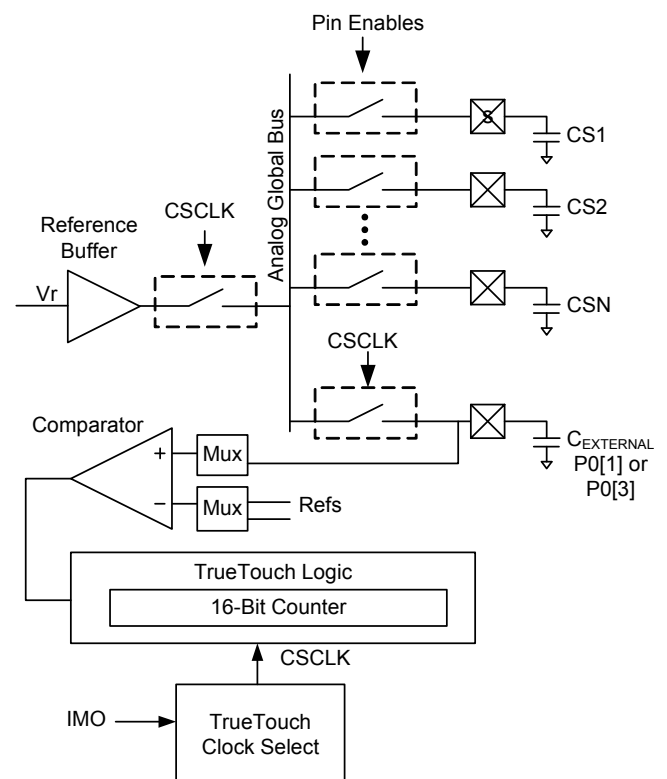 Pin Enables
Analog Global Bus
S
CS1
CS2
CSCLK
Reference
Buffer
Vr
CSN
CSCLK
Comparator
+
Mux
CEXTERNAL
P0[1] or
P0[3]
−
Mux
Refs
TrueTouch Logic
16-Bit Counter
CSCLK
IMO
TrueTouch
Clock Select